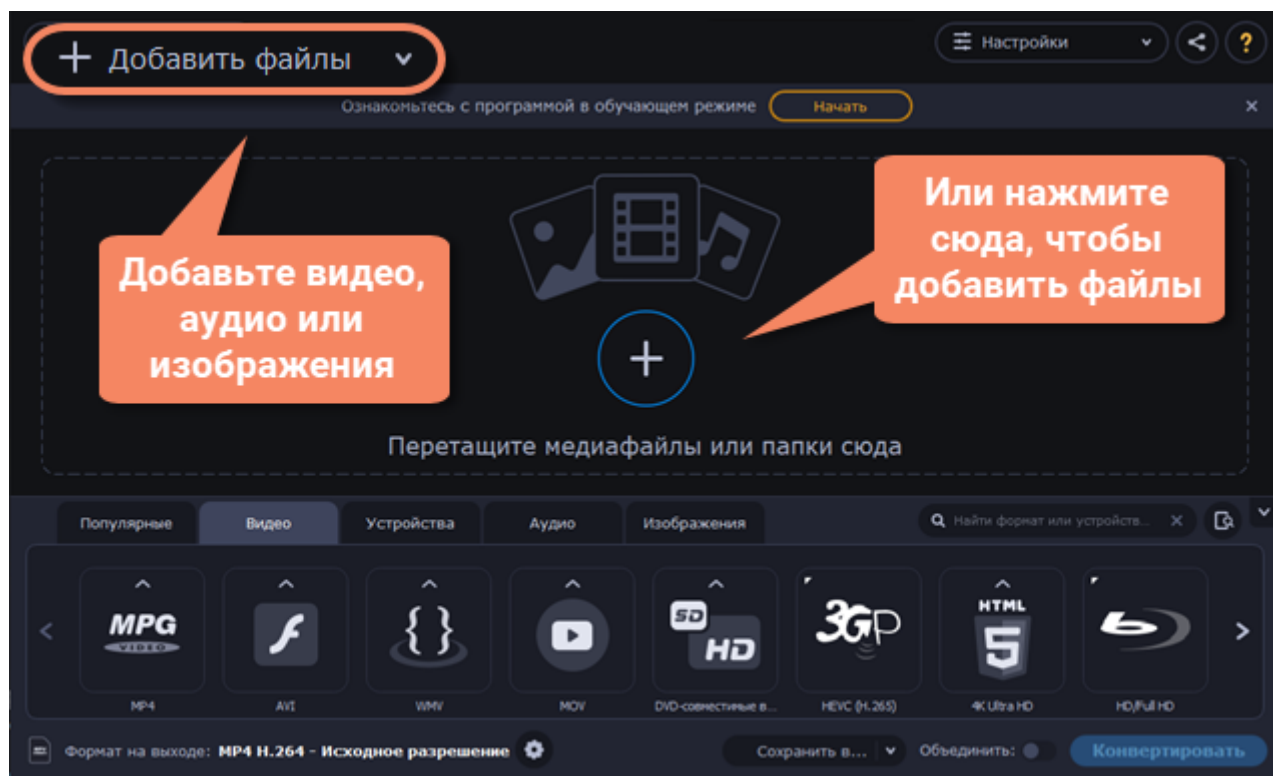 + Добавить файлы
Настройки
?
Ознакомьтесь с программой в обучающем режиме
Начать
Добавьте видео,
аудио или
изображения
Или нажмите
сюда, чтобы
добавить файлы
Перетащите медиафайлы или папки сюда
Популярные
Видео
Устройства
Аудио
Изображения
Найти формат или устройств...
MPG
VIDEO
{ }
SD
HD
3GP
HTML
5
MP4
AVI
WMV
MOV
DVD-совместимые в...
HEVC (H.265)
4K Ultra HD
HD/Full HD
Формат на выходе: MP4 H.264 - Исходное разрешение
Сохранить в...
Объединить:
Конвертировать